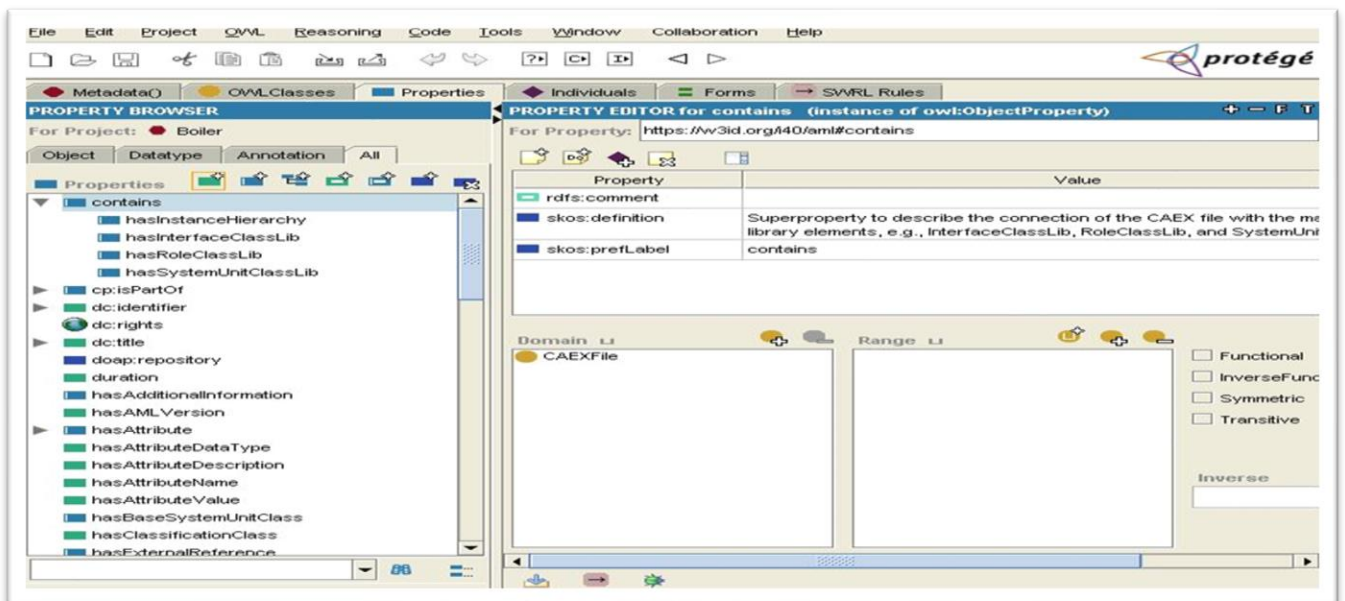 File Edit Project OWL Reasoning Code Tools Window Collaboration Help
protégé
Metadata() OWLClasses Properties Individuals Forms SWRL Rules
PROPERTY BROWSER
For Project: Boiler
Object Datatype Annotation All
Properties
contains
hasInstanceHierarchy
hasInterfaceClassLib
hasRoleClassLib
hasSystemUnitClassLib
cp:isPartOf
dc:identifier
dc:rights
dc:title
doap:repository
duration
hasAdditionalInformation
hasAMLVersion
hasAttribute
hasAttributeDataType
hasAttributeDescription
hasAttributeName
hasAttributeValue
hasBaseSystemUnitClass
hasClassificationClass
hasExternalReference
PROPERTY EDITOR for contains (instance of owl:ObjectProperty) F T
For Property: https://w3id.org/i40/aml#contains
Property Value
rdfs:comment
skos:definition Superproperty to describe the connection of the CAEX file with the ma
library elements, e.g., InterfaceClassLib, RoleClassLib, and SystemUni
skos:prefLabel contains
Domain ⊔ Range ⊔
CAEXFile
Functional
InverseFunc
Symmetric
Transitive
Inverse